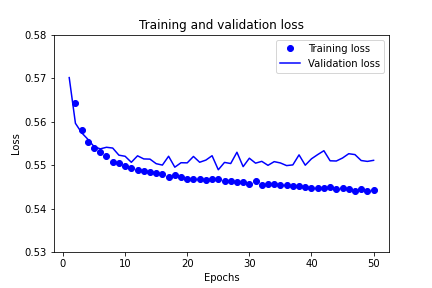 Training and validation loss
0.58
0.57
0.56
0.55
0.54
0.53
Loss
Training loss
Validation loss
0 10 20 30 40 50
Epochs